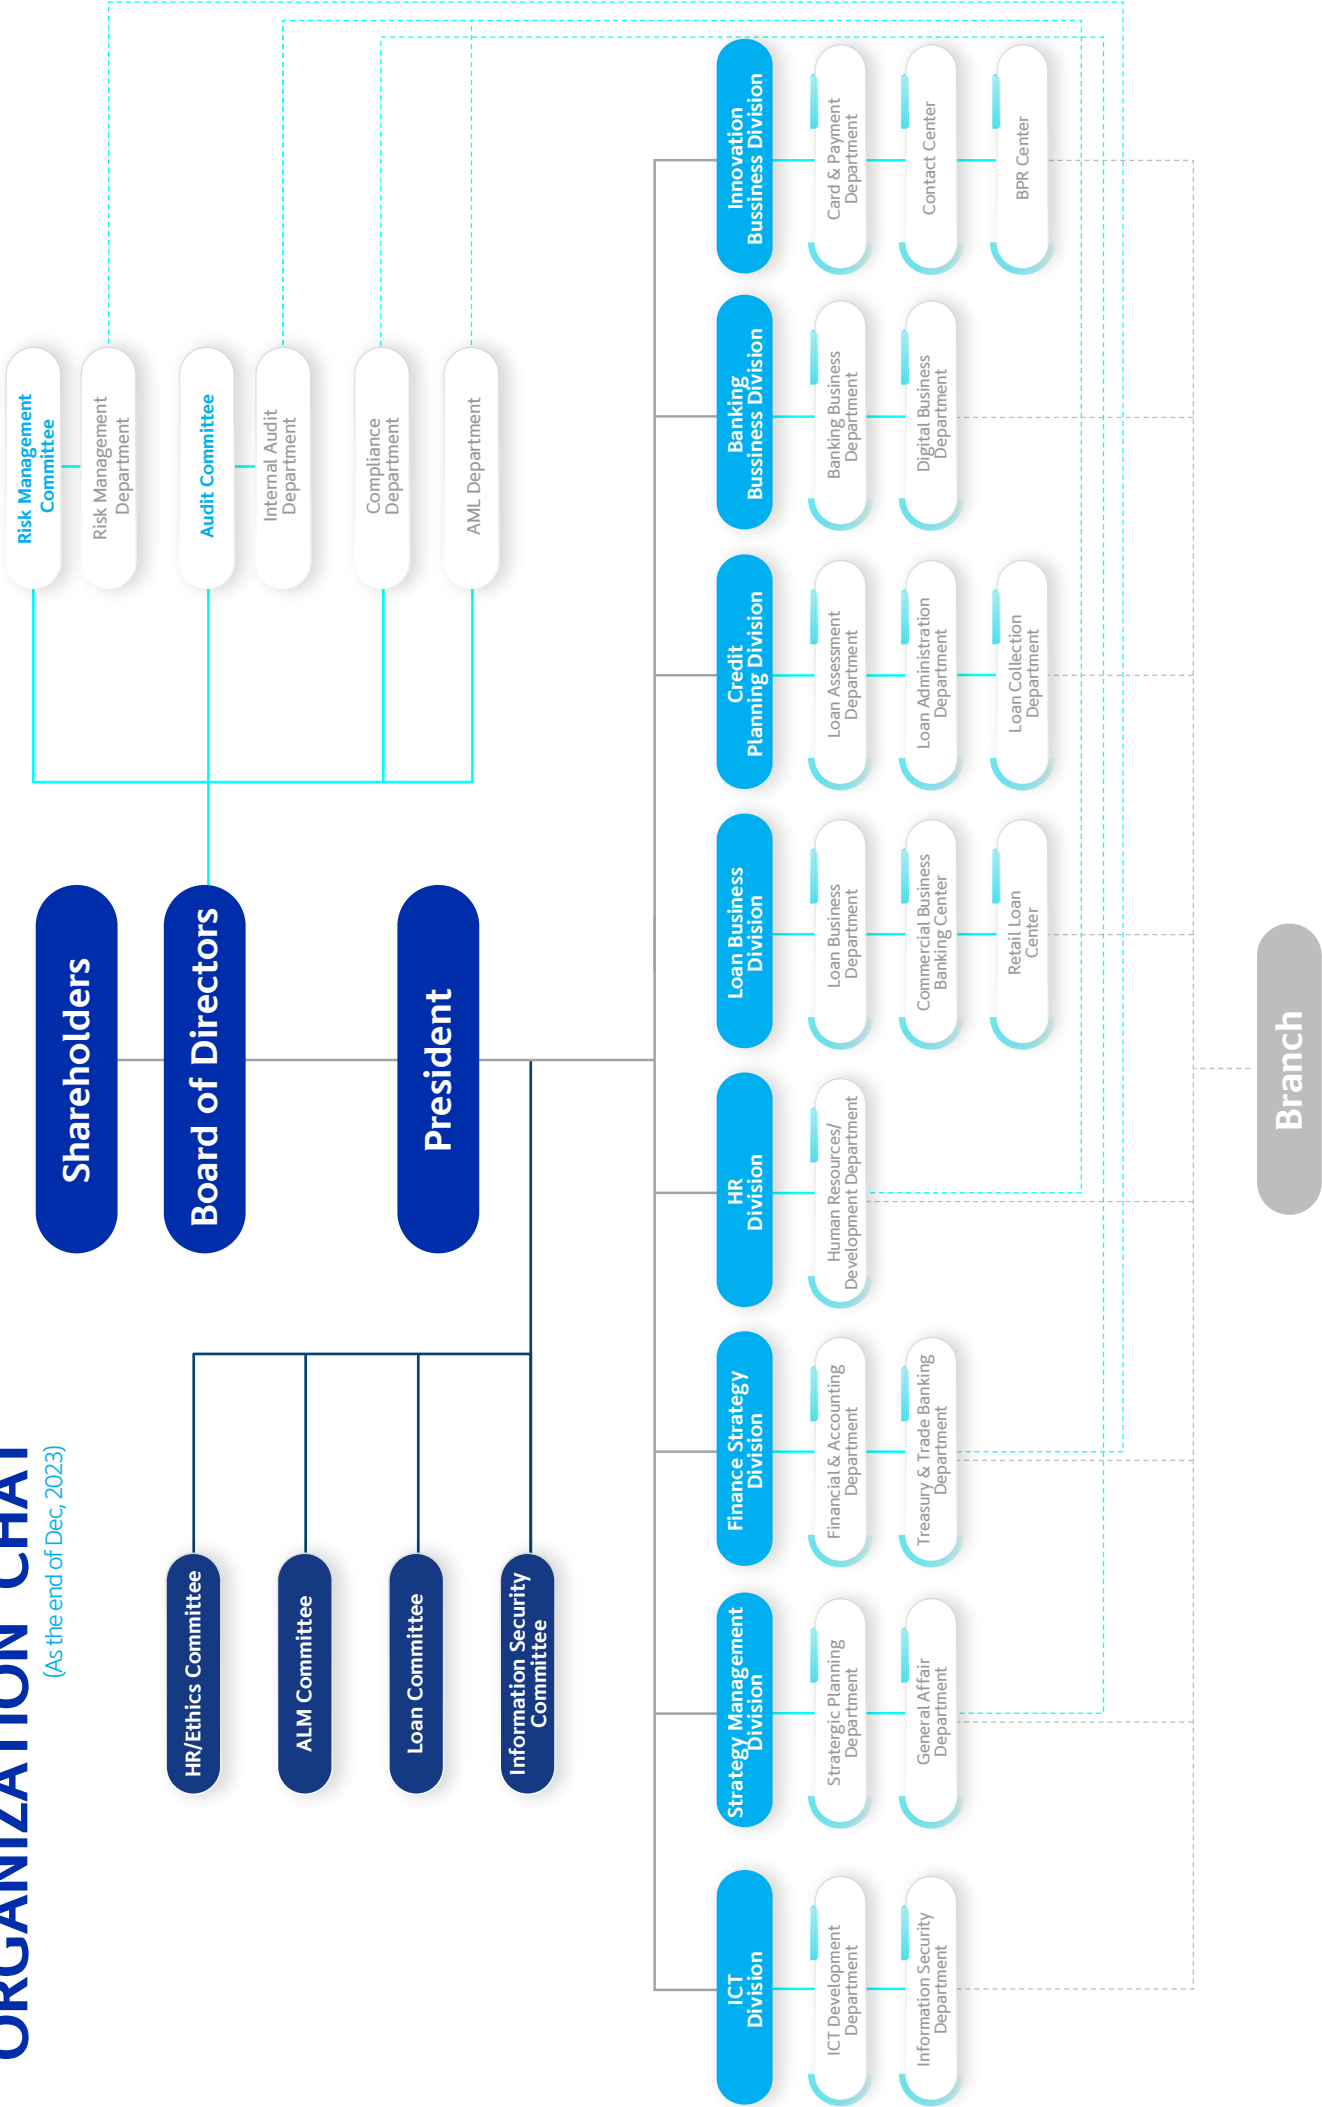 ORGANIZATION CHAT
(As the end of Dec, 2023)
Shareholders
Board of Directors
President
Risk Management
Committee
Risk Management
Department
Audit Committee
Internal Audit
Department
Compliance
Department
AML Department
HR/Ethics Committee
ALM Committee
Loan Committee
Information Security
Committee
ICT
Division
ICT Development
Department
Information Security
Department
Strategy Management
Division
Stratergic Planning
Department
General Affair
Department
Finance Strategy
Division
Financial & Accounting
Department
Treasury & Trade Banking
Department
HR
Division
Human Resources/
Development Department
Loan Business
Division
Loan Business
Department
Commercial Business
Banking Center
Retail Loan
Center
Credit
Planning Division
Loan Assessment
Department
Loan Administration
Department
Loan Collection
Department
Banking
Bussiness Division
Banking Business
Department
Digital Business
Department
Innovation
Bussiness Division
Card & Payment
Department
Contact Center
BPR Center
Branch